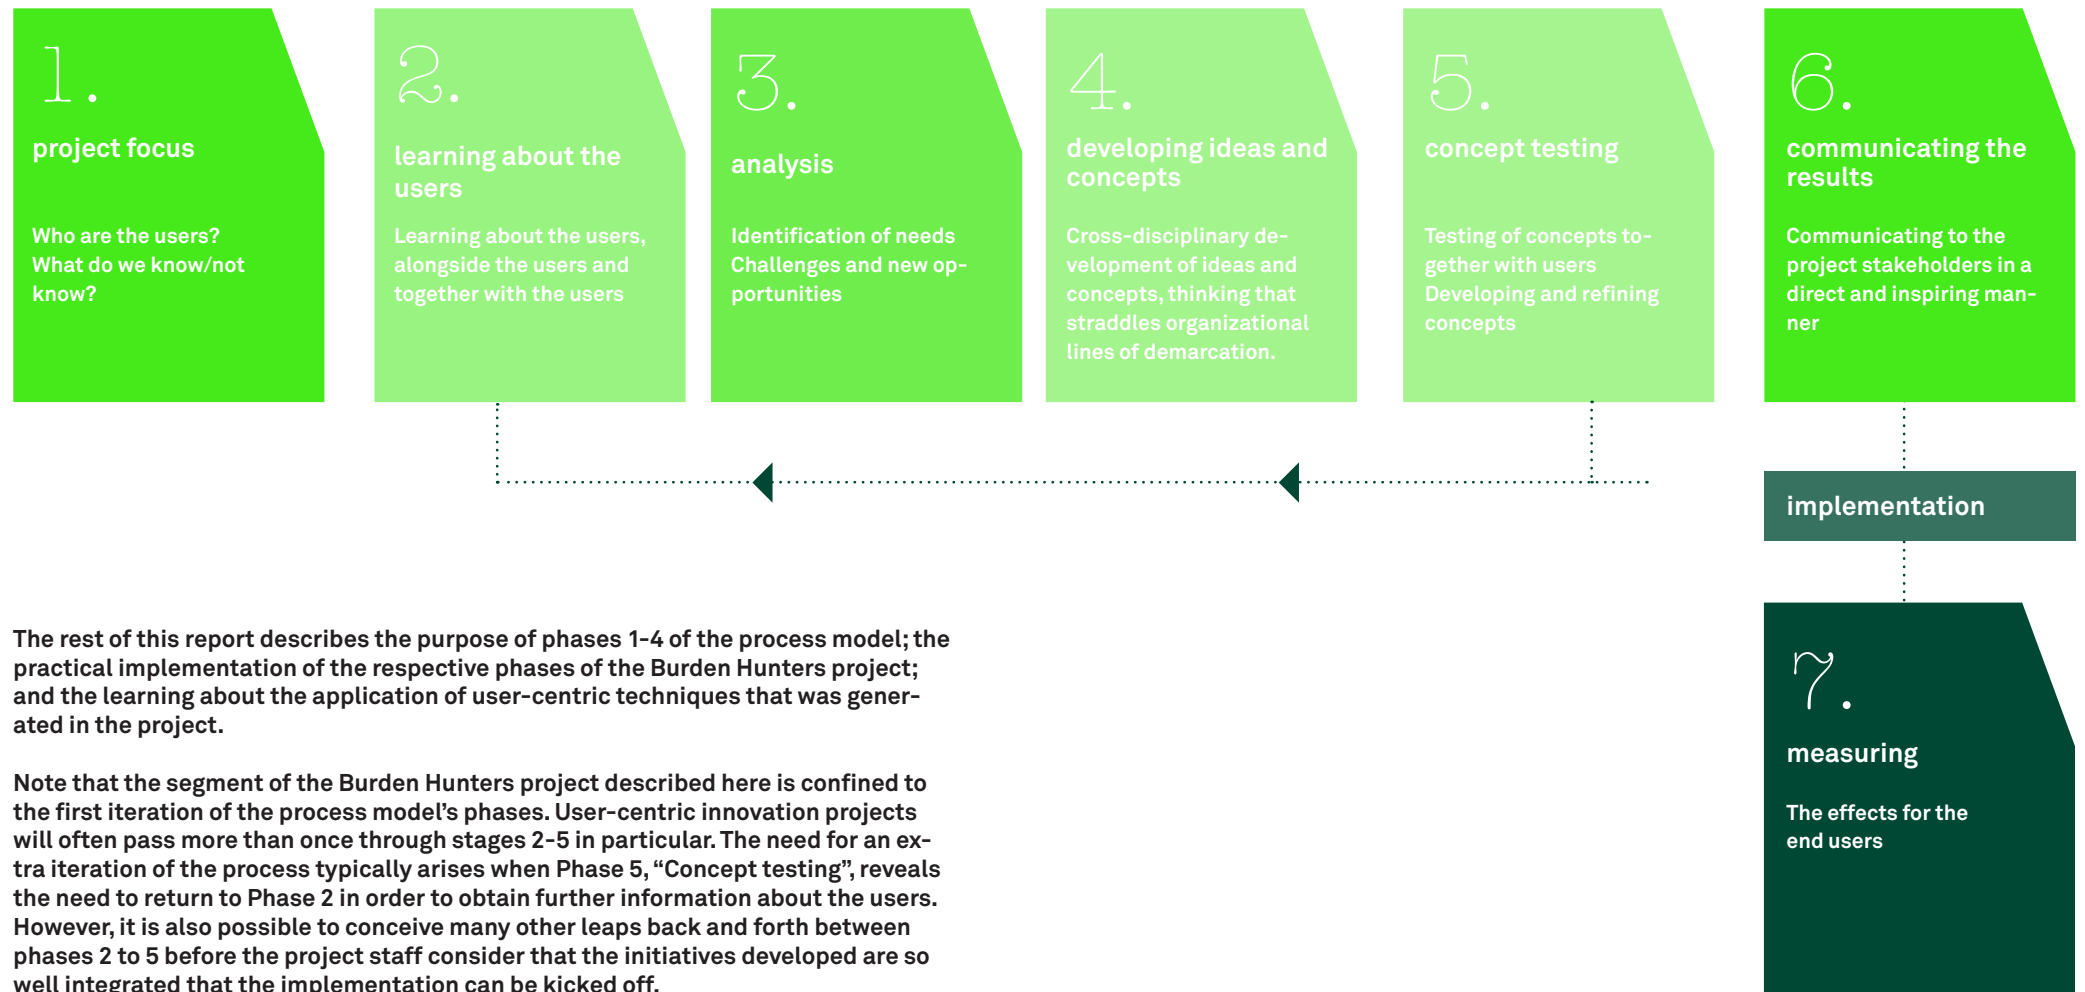 1.
project focus
Who are the users?
What do we know/not
know?
2.
learning about the
users
Learning about the users,
alongside the users and
together with the users
3.
analysis
Identification of needs
Challenges and new op-
portunities
4.
developing ideas and
concepts
Cross-disciplinary de-
velopment of ideas and
concepts, thinking that
straddles organizational
lines of demarcation.
5.
concept testing
Testing of concepts to-
gether with users
Developing and refining
concepts
6.
communicating the
results
Communicating to the
project stakeholders in a
direct and inspiring man-
ner
implementation
7.
measuring
The effects for the
end users
The rest of this report describes the purpose of phases 1-4 of the process model; the
practical implementation of the respective phases of the Burden Hunters project;
and the learning about the application of user-centric techniques that was gener-
ated in the project.
Note that the segment of the Burden Hunters project described here is confined to
the first iteration of the process model’s phases. User-centric innovation projects
will often pass more than once through stages 2-5 in particular. The need for an ex-
tra iteration of the process typically arises when Phase 5, “Concept testing”, reveals
the need to return to Phase 2 in order to obtain further information about the users.
However, it is also possible to conceive many other leaps back and forth between
phases 2 to 5 before the project staff consider that the initiatives developed are so
well integrated that the implementation can be kicked off.